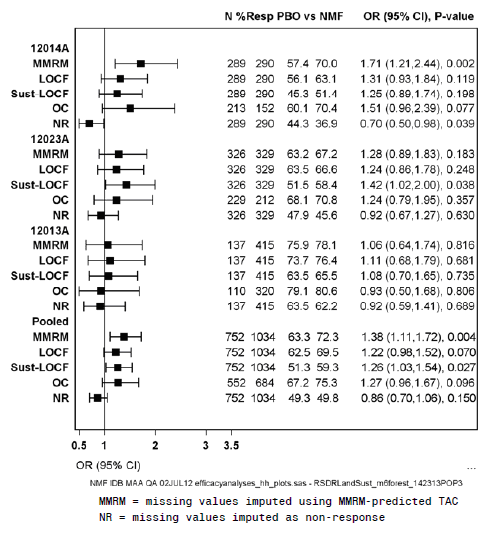 N %Resp PBO vs NMF OR (95% CI), P-value
12014A
MMRM 289 290 57.4 70.0 1.71 (1.21,2.44), 0.002
LOCF 289 290 56.1 63.1 1.31 (0.93,1.84), 0.119
Sust-LOCF 289 290 45.3 51.4 1.25 (0.89,1.74), 0.198
OC 213 152 60.1 70.4 1.51 (0.96,2.39), 0.077
NR 289 290 44.3 36.9 0.70 (0.50,0.98), 0.039
12023A
MMRM 326 329 63.2 67.2 1.28 (0.89,1.83), 0.183
LOCF 326 329 63.5 66.6 1.24 (0.86,1.78), 0.248
Sust-LOCF 326 329 51.5 58.4 1.42 (1.02,2.00), 0.038
OC 229 212 68.1 70.8 1.24 (0.79,1.95), 0.357
NR 326 329 47.9 45.6 0.92 (0.67,1.27), 0.630
12013A
MMRM 137 415 75.9 78.1 1.06 (0.64,1.74), 0.816
LOCF 137 415 73.7 76.4 1.11 (0.68,1.79), 0.681
Sust-LOCF 137 415 63.5 65.5 1.08 (0.70,1.65), 0.735
OC 110 320 79.1 80.6 0.93 (0.50,1.68), 0.806
NR 137 415 63.5 62.2 0.92 (0.59,1.41), 0.689
Pooled
MMRM 752 1034 63.3 72.3 1.38 (1.11,1.72), 0.004
LOCF 752 1034 62.5 69.5 1.22 (0.98,1.52), 0.070
Sust-LOCF 752 1034 51.3 59.3 1.26 (1.03,1.54), 0.027
OC 552 684 67.2 75.3 1.27 (0.96,1.67), 0.096
NR 752 1034 49.3 49.8 0.86 (0.70,1.06), 0.150
0.5 1 2 3 3.5
OR (95% CI) ...
NMF IDB MAA QA 02JUL12 efficacyanalyses_hh_plots.sas - RSDRLandSust_m6forest_142313POP3
MMRM = missing values imputed using MMRM-predicted TAC
NR = missing values imputed as non-response